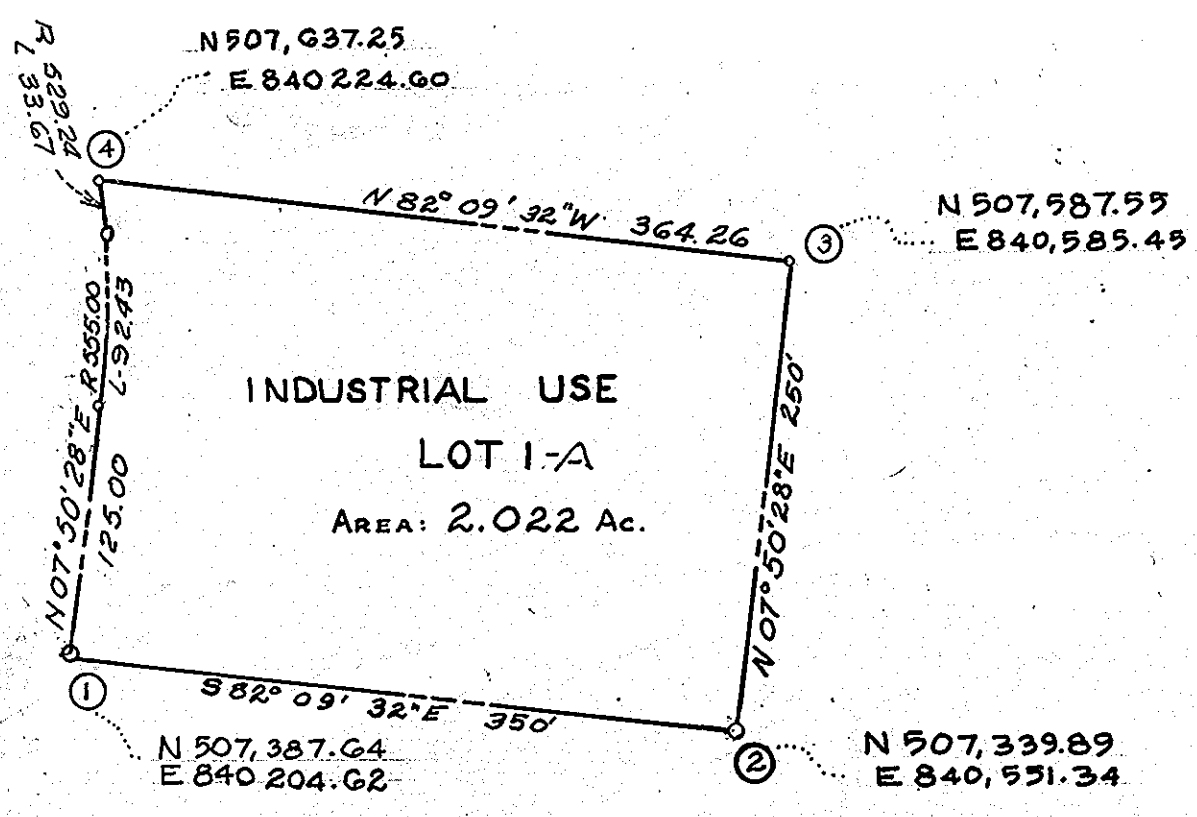 N 507,637.25
E 840 224.60
R 529.24
L 33.67
4
N 82° 09' 32"W 364.26
N 507,587.55
E 840,585.45
3
R 555.00
L-92.43
INDUSTRIAL USE
LOT 1-A
AREA: 2.022 Ac.
N 07° 50' 28"E 250'
N 07° 50' 28"E
125.00
1
S 82° 09' 32"E 350'
N 507,387.64
E 840 204.62
2
N 507,339.89
E 840,551.34